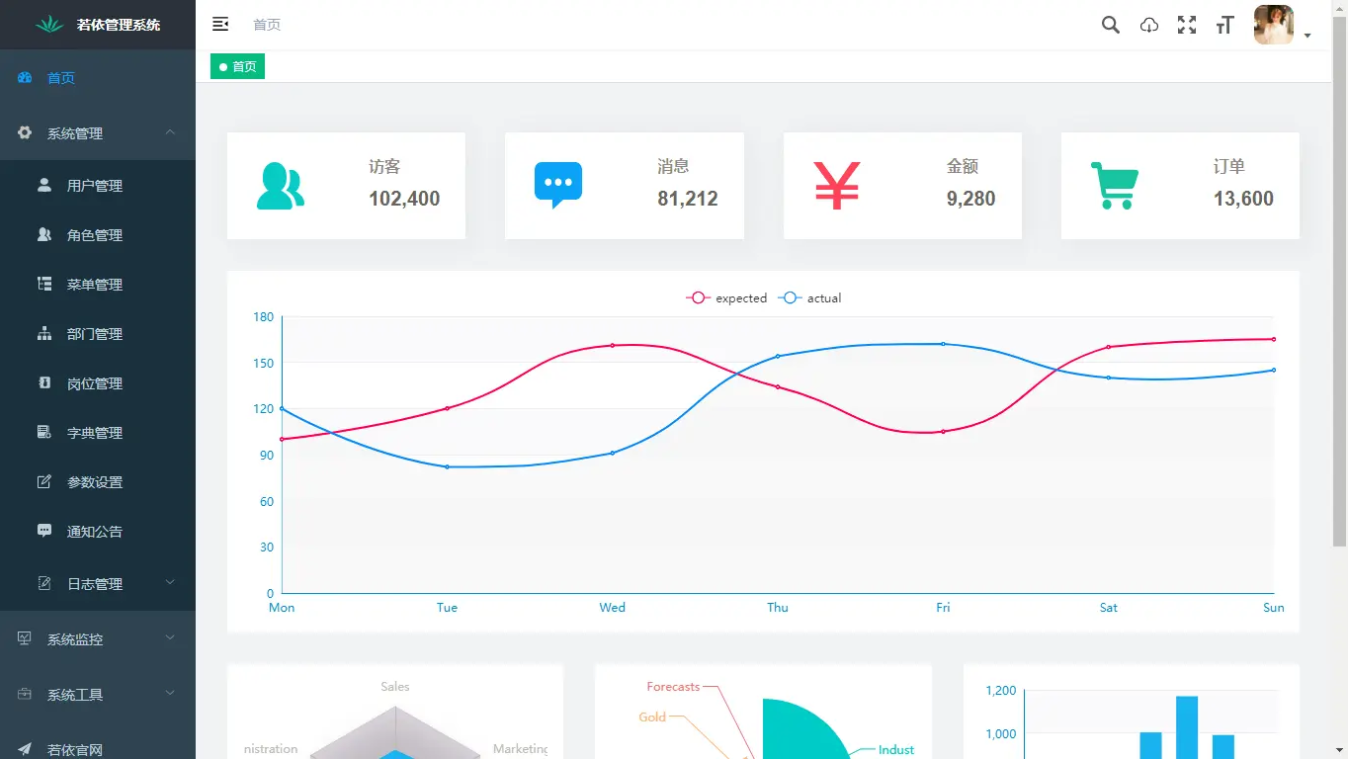 若依管理系统
首页
系统管理
用户管理
角色管理
菜单管理
部门管理
岗位管理
字典管理
参数设置
通知公告
日志管理
系统监控
系统工具
若依官网
首页
首页
访客
102,400
消息
81,212
金额
9,280
订单
13,600
expected actual
180
150
120
90
60
30
0
Mon Tue Wed Thu Fri Sat Sun
Sales
nistration
Marketing
Forecasts
Gold
Indust
1,200
1,000